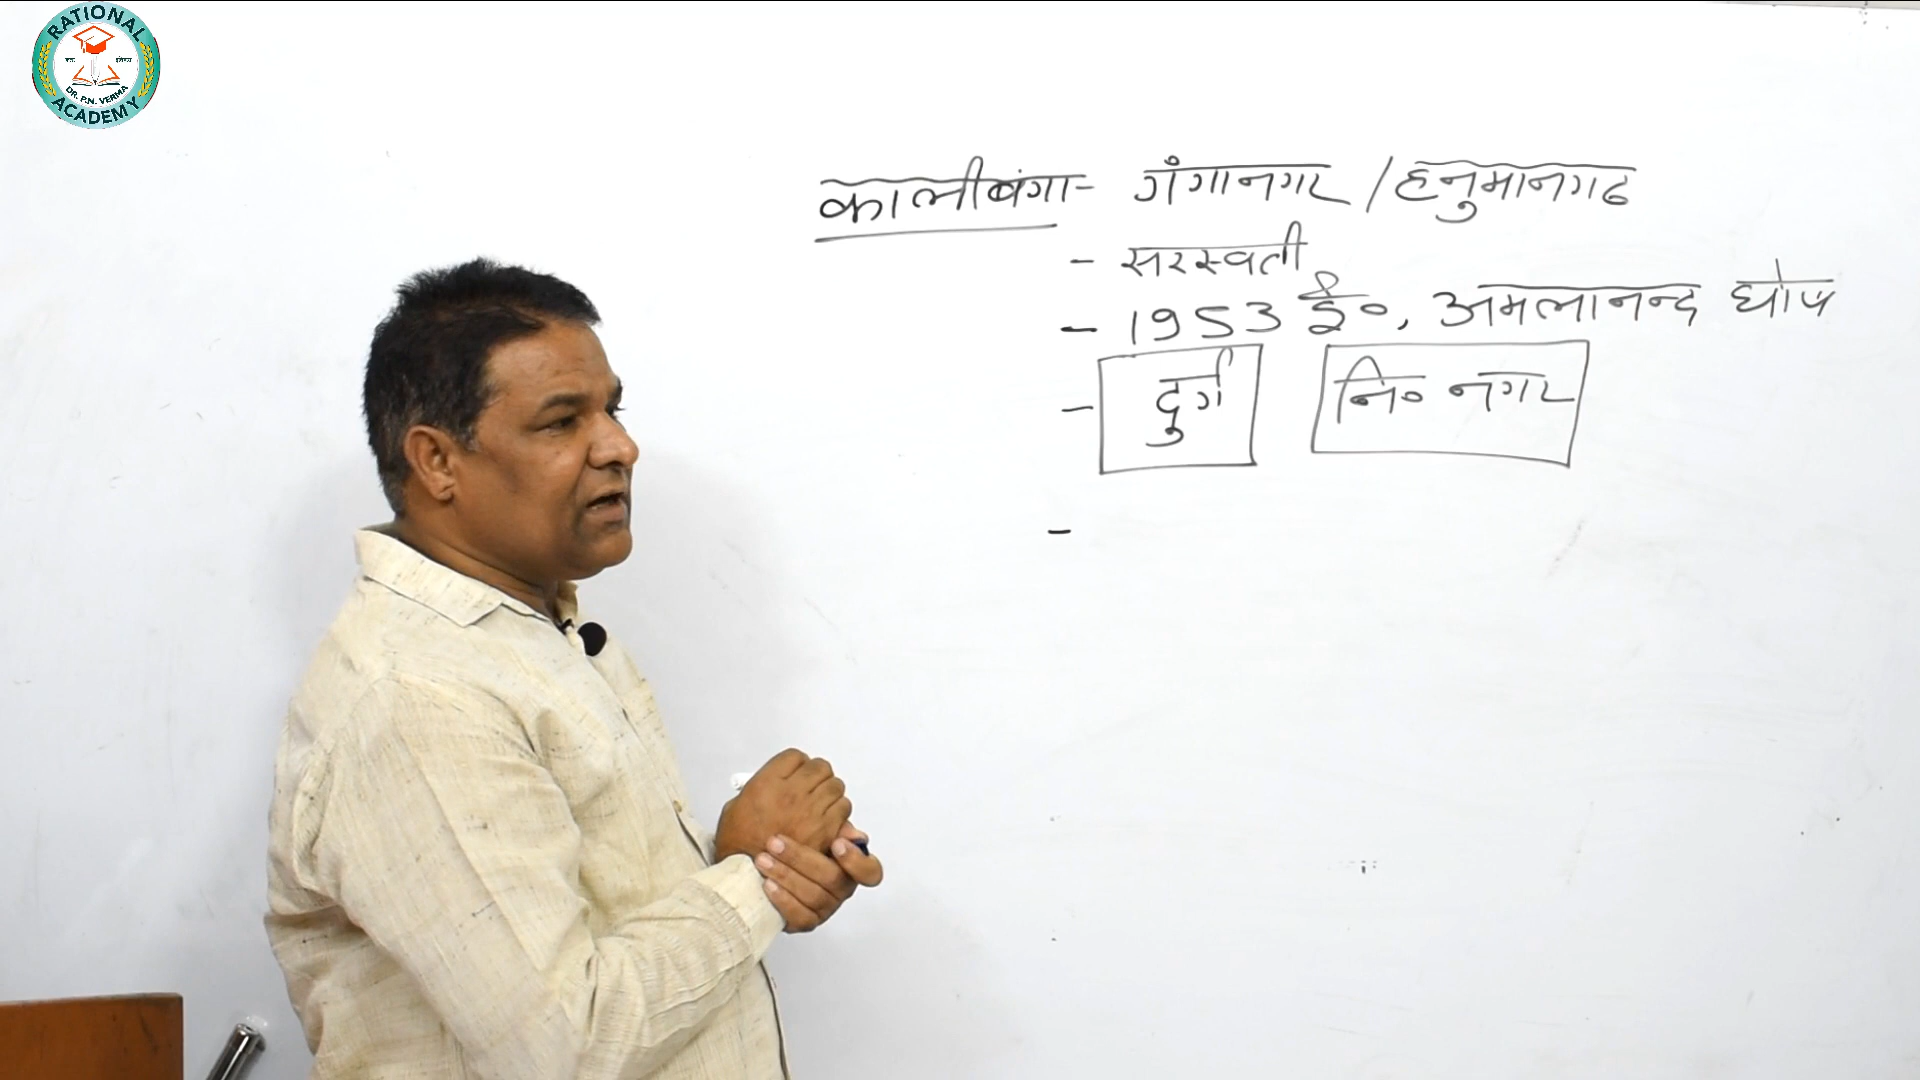 RATIONAL
DR. P.N. VERMA
ACADEMY
कालीबंगा - गंगानगर / हनुमानगढ
- सरस्वती
- 1953 ई०, अमलानन्द घोष
- दुर्ग नि० नगर
-